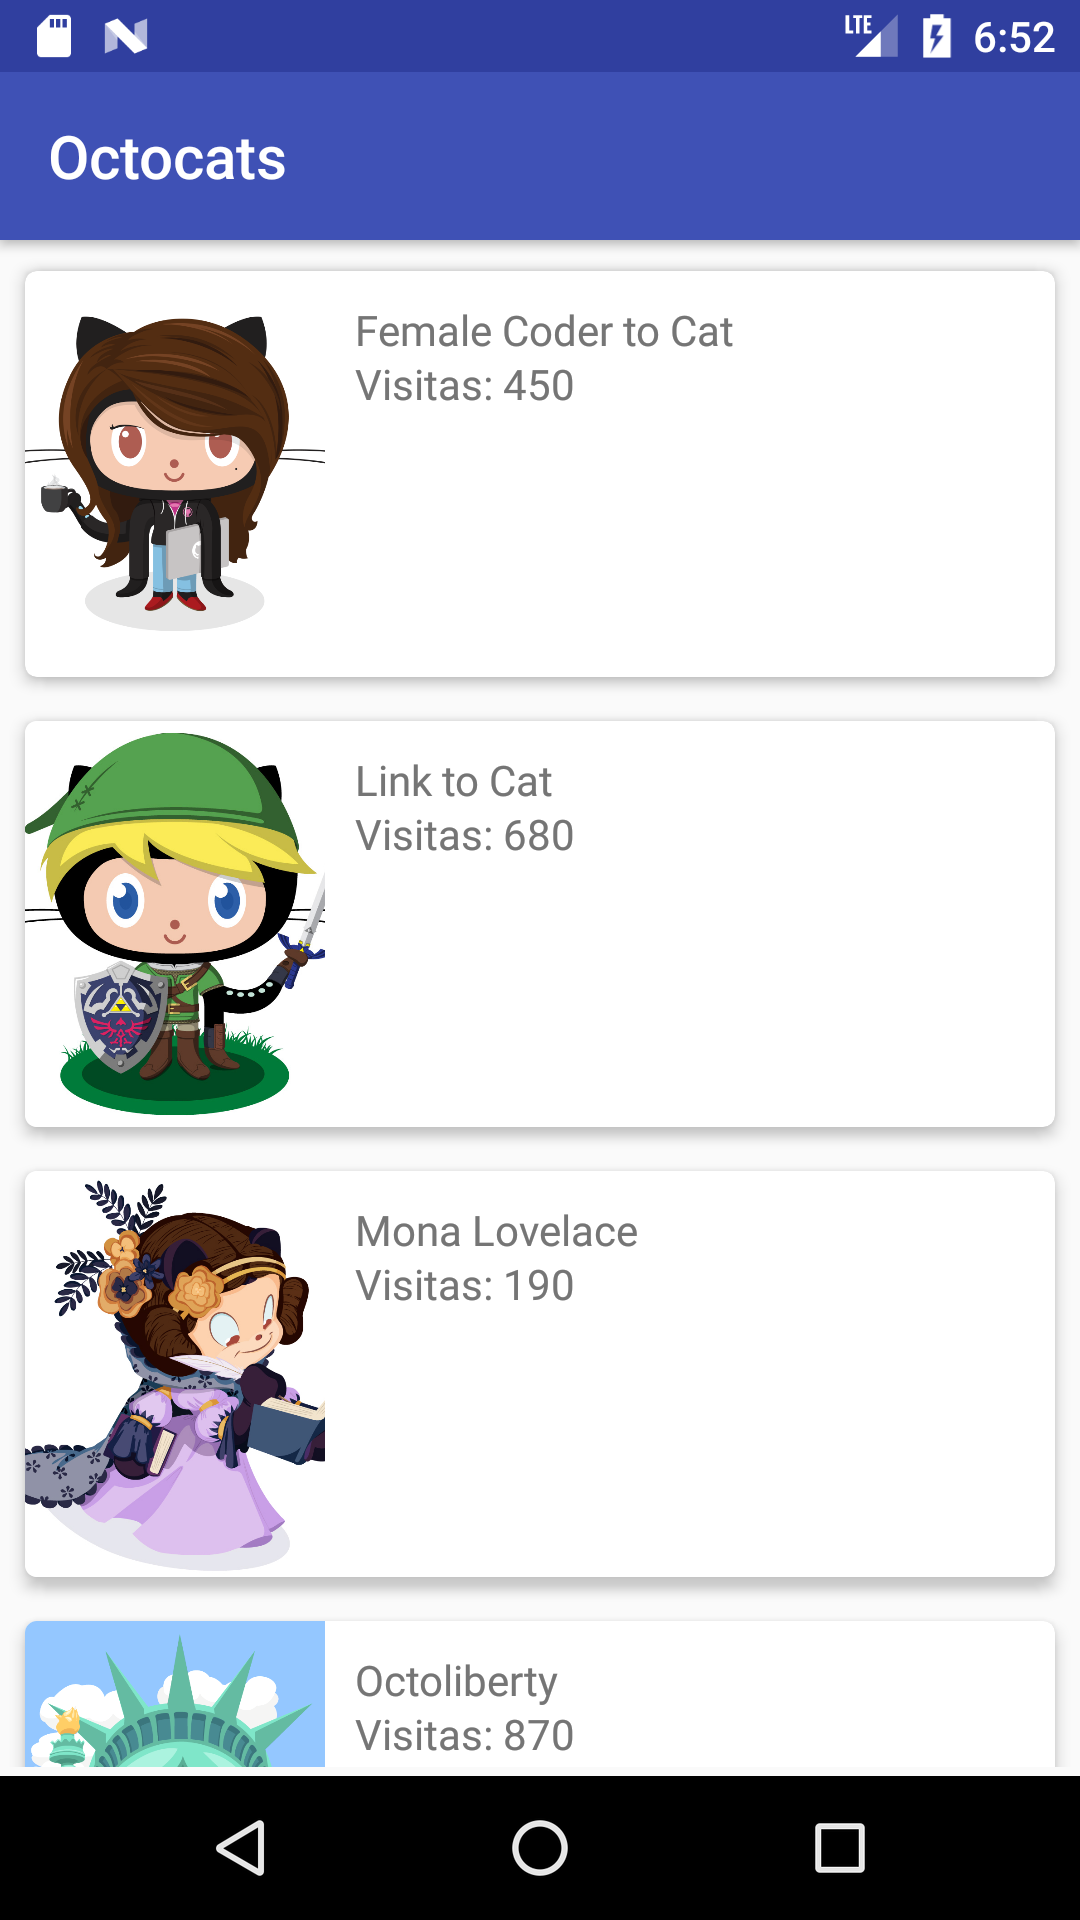 LTE 6:52
Octocats
Female Coder to Cat
Visitas: 450
Link to Cat
Visitas: 680
Mona Lovelace
Visitas: 190
Octoliberty
Visitas: 870